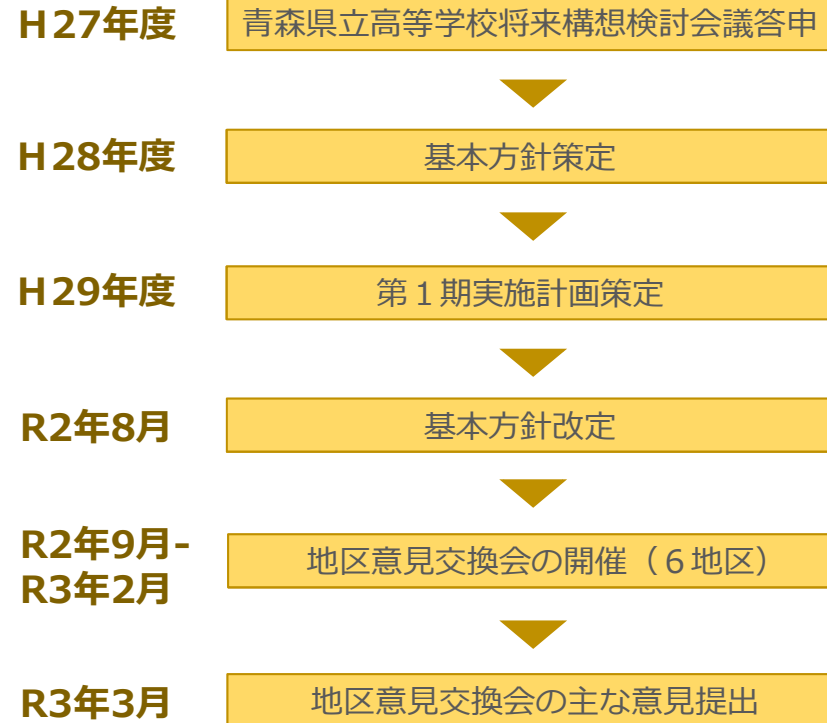 H27年度
青森県立高等学校将来構想検討会議答申
H28年度
基本方針策定
H29年度
第１期実施計画策定
R2年8月
基本方針改定
R2年9月-
R3年2月
地区意見交換会の開催（６地区）
R3年3月
地区意見交換会の主な意見提出